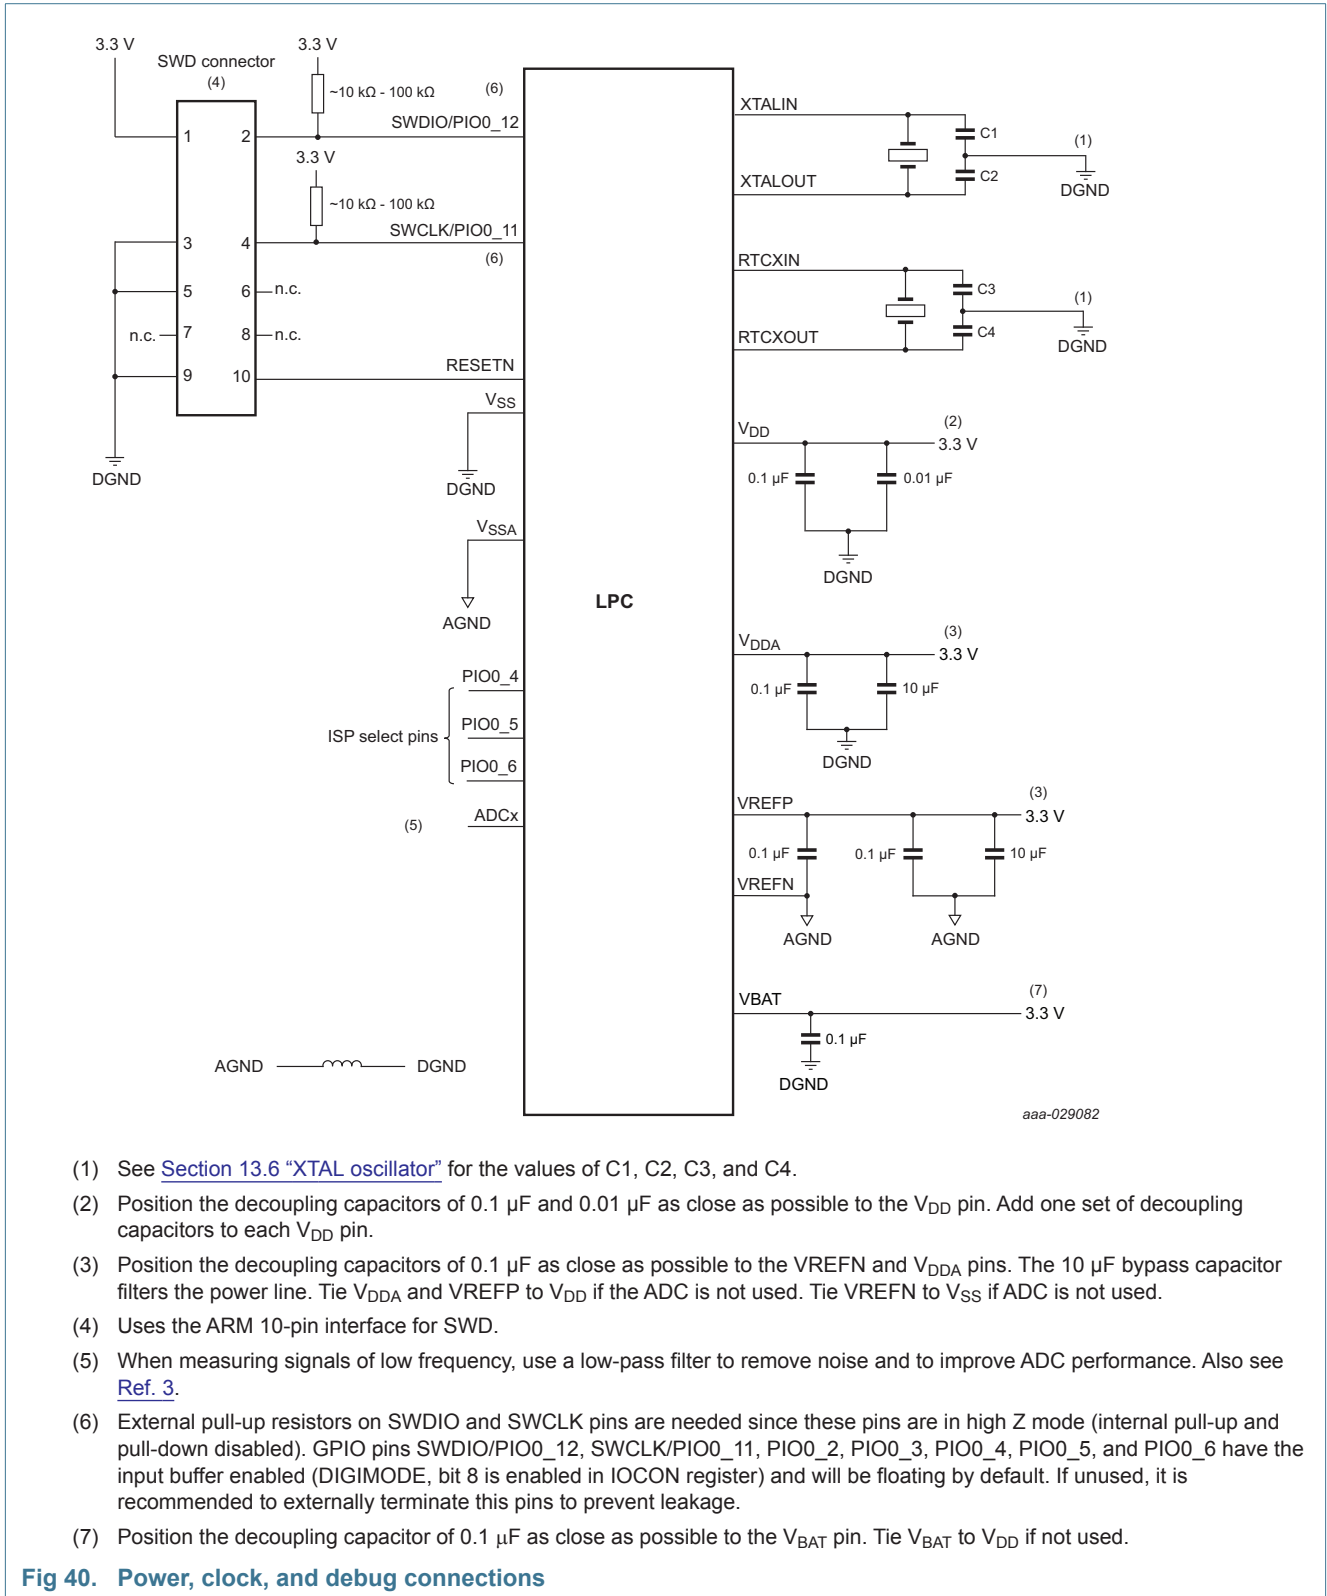 3.3 V
SWD connector
(4)
3.3 V
~10 kΩ - 100 kΩ
(6)
SWDIO/PIO0_12
1
2
3.3 V
~10 kΩ - 100 kΩ
SWCLK/PIO0_11
(6)
3
4
5
6
n.c.
n.c.
7
8
n.c.
9
10
RESETN
DGND
VSS
DGND
VSSA
AGND
LPC
PIO0_4
ISP select pins
PIO0_5
PIO0_6
(5)
ADCx
AGND
DGND
XTALIN
C1
(1)
C2
DGND
XTALOUT
RTCXIN
C3
(1)
C4
DGND
RTCXOUT
VDD
(2)
3.3 V
0.1 µF
0.01 µF
DGND
VDDA
(3)
3.3 V
0.1 µF
10 µF
DGND
VREFP
(3)
3.3 V
0.1 µF
0.1 µF
10 µF
VREFN
AGND
AGND
VBAT
(7)
3.3 V
0.1 µF
DGND
aaa-029082
(1) See Section 13.6 “XTAL oscillator” for the values of C1, C2, C3, and C4.
(2) Position the decoupling capacitors of 0.1 µF and 0.01 µF as close as possible to the VDD pin. Add one set of decoupling
capacitors to each VDD pin.
(3) Position the decoupling capacitors of 0.1 µF as close as possible to the VREFN and VDDA pins. The 10 µF bypass capacitor
filters the power line. Tie VDDA and VREFP to VDD if the ADC is not used. Tie VREFN to VSS if ADC is not used.
(4) Uses the ARM 10-pin interface for SWD.
(5) When measuring signals of low frequency, use a low-pass filter to remove noise and to improve ADC performance. Also see
Ref. 3.
(6) External pull-up resistors on SWDIO and SWCLK pins are needed since these pins are in high Z mode (internal pull-up and
pull-down disabled). GPIO pins SWDIO/PIO0_12, SWCLK/PIO0_11, PIO0_2, PIO0_3, PIO0_4, PIO0_5, and PIO0_6 have the
input buffer enabled (DIGIMODE, bit 8 is enabled in IOCON register) and will be floating by default. If unused, it is
recommended to externally terminate this pins to prevent leakage.
(7) Position the decoupling capacitor of 0.1 µF as close as possible to the VBAT pin. Tie VBAT to VDD if not used.
Fig 40. Power, clock, and debug connections